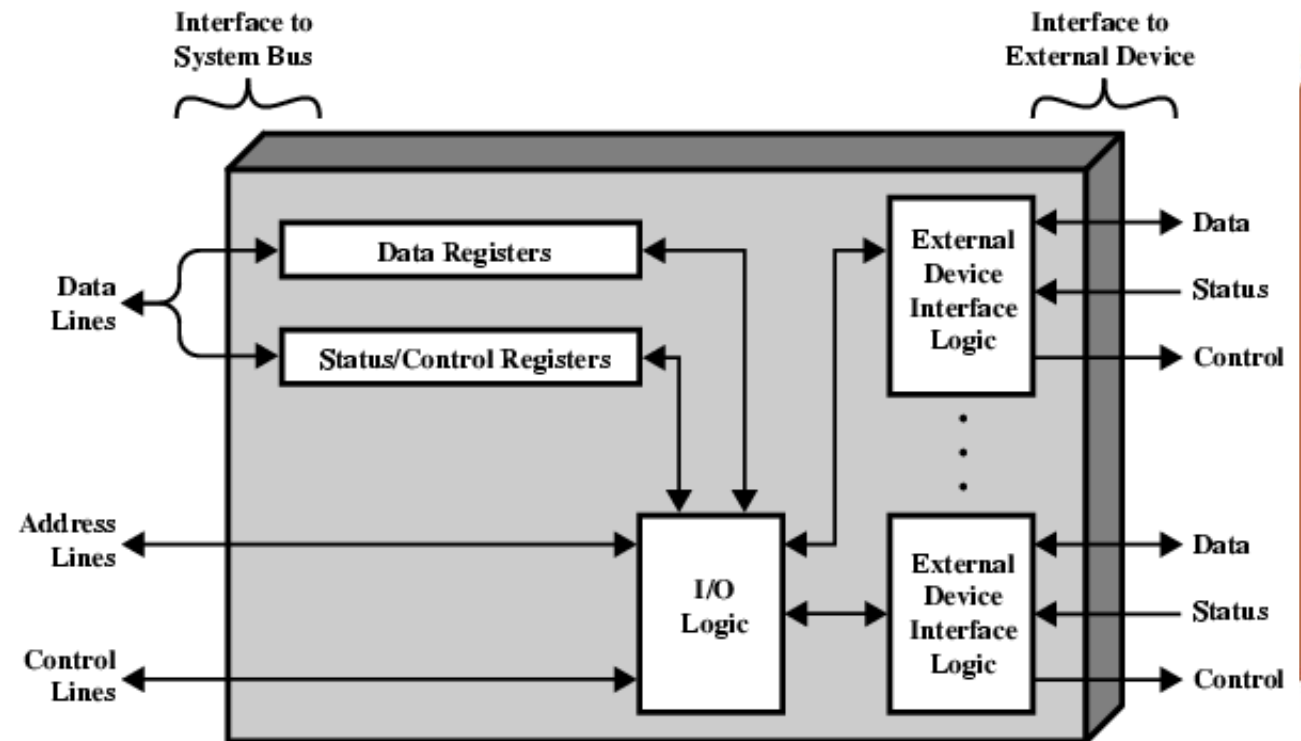 Interface to
System Bus
Interface to
External Device
Data Registers
Status/Control Registers
Data
Lines
Address
Lines
Control
Lines
I/O
Logic
External
Device
Interface
Logic
Data
Status
Control
External
Device
Interface
Logic
Data
Status
Control